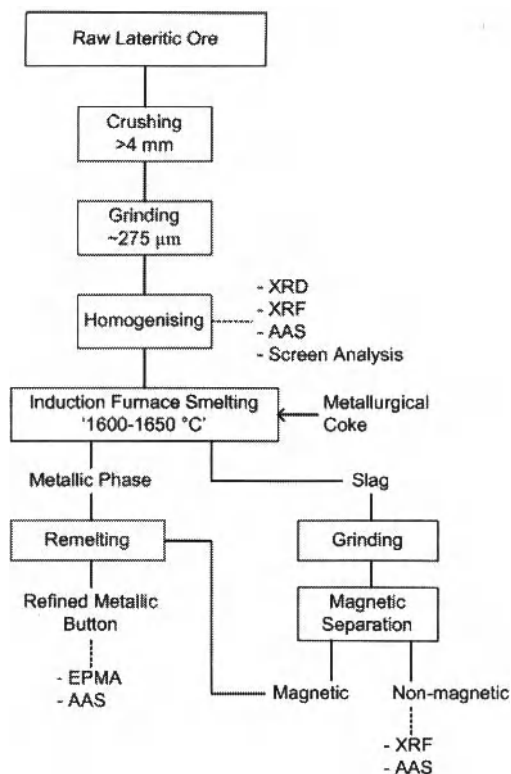 Raw Lateritic Ore
Crushing
>4 mm
Grinding
~275 μm
- XRD
- XRF
- AAS
- Screen Analysis
Homogenising
Induction Furnace Smelting
'1600-1650 °C'
Metallurgical
Coke
Metallic Phase
Slag
Remelting
Grinding
Refined Metallic
Button
Magnetic
Separation
- EPMA
- AAS
Magnetic
Non-magnetic
- XRF
- AAS